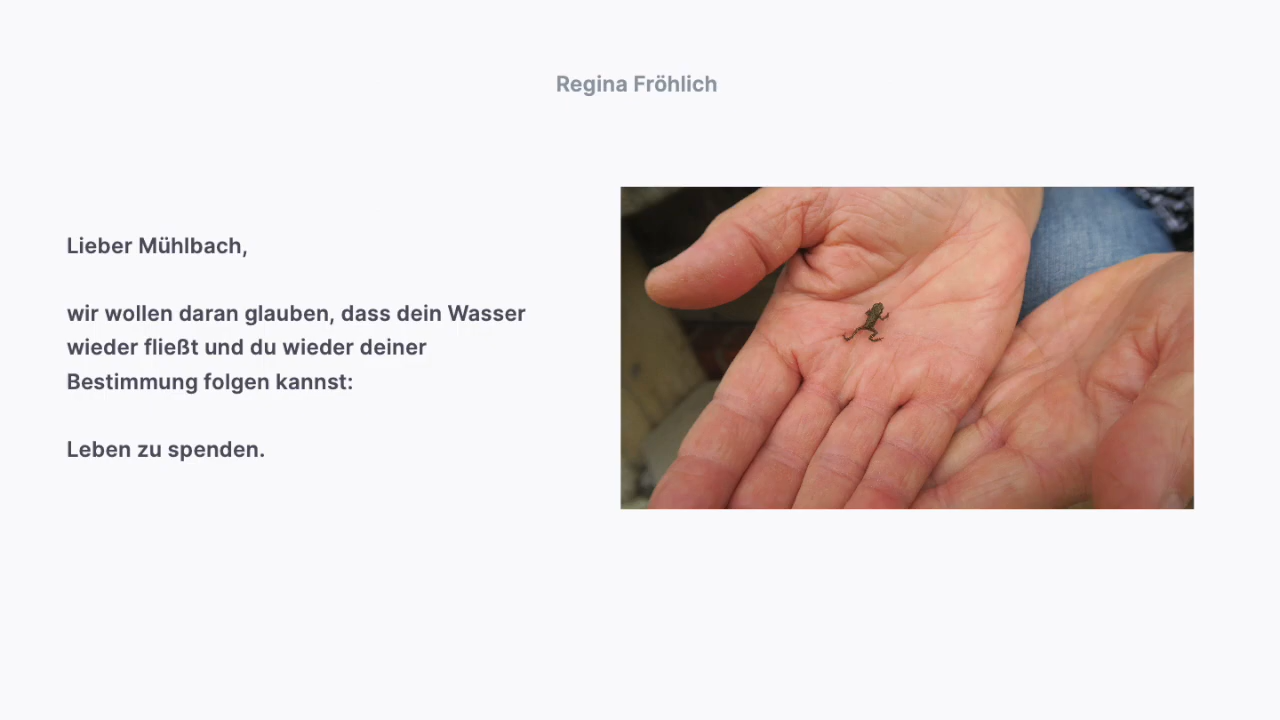 Regina Fröhlich
Lieber Mühlbach,
wir wollen daran glauben, dass dein Wasser
wieder fließt und du wieder deiner
Bestimmung folgen kannst:
Leben zu spenden.